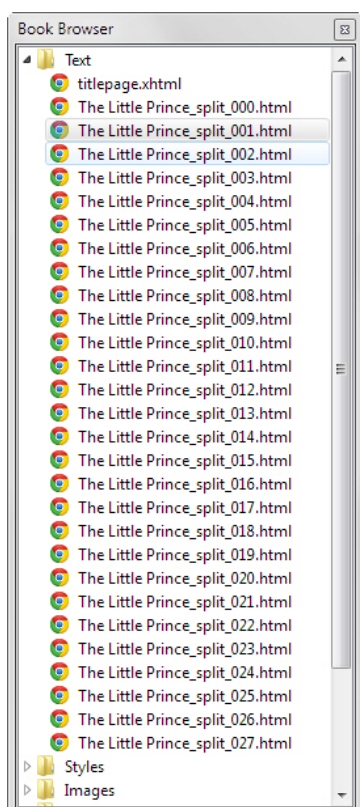 Book Browser
Text
titlepage.xhtml
The Little Prince_split_000.html
The Little Prince_split_001.html
The Little Prince_split_002.html
The Little Prince_split_003.html
The Little Prince_split_004.html
The Little Prince_split_005.html
The Little Prince_split_006.html
The Little Prince_split_007.html
The Little Prince_split_008.html
The Little Prince_split_009.html
The Little Prince_split_010.html
The Little Prince_split_011.html
The Little Prince_split_012.html
The Little Prince_split_013.html
The Little Prince_split_014.html
The Little Prince_split_015.html
The Little Prince_split_016.html
The Little Prince_split_017.html
The Little Prince_split_018.html
The Little Prince_split_019.html
The Little Prince_split_020.html
The Little Prince_split_021.html
The Little Prince_split_022.html
The Little Prince_split_023.html
The Little Prince_split_024.html
The Little Prince_split_025.html
The Little Prince_split_026.html
The Little Prince_split_027.html
Styles
Images